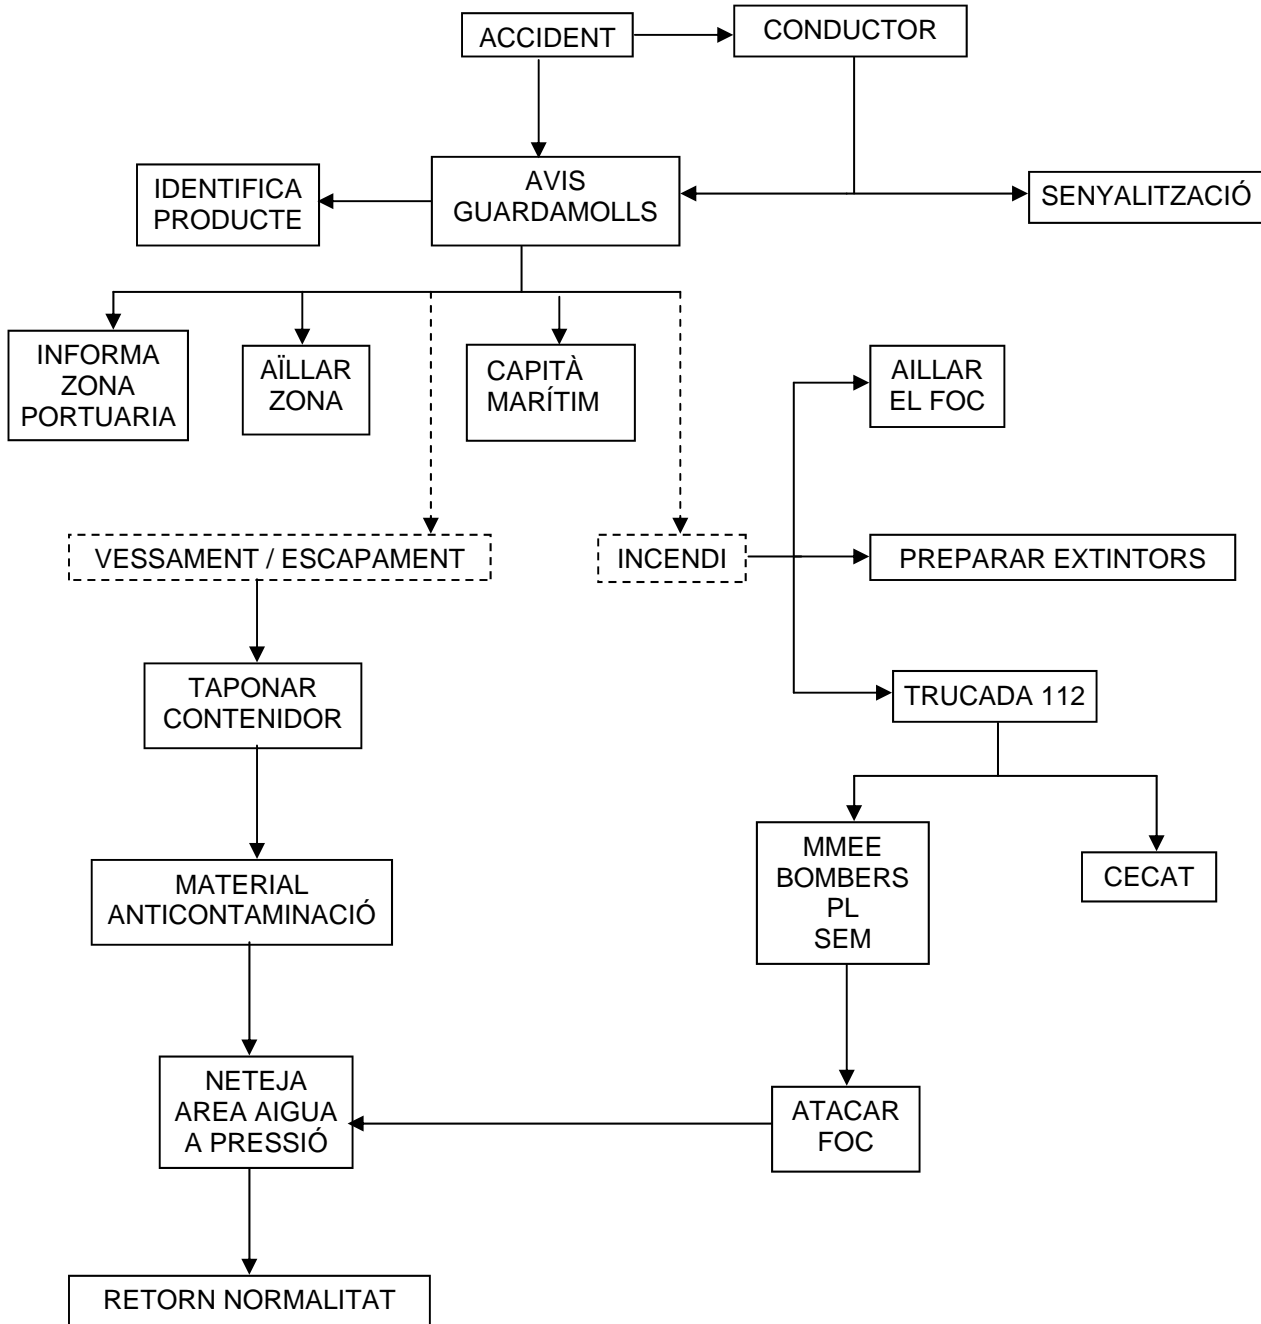 ACCIDENT
CONDUCTOR
IDENTIFICA
PRODUCTE
AVIS
GUARDAMOLLS
SENYALITZACIÓ
INFORMA
ZONA
PORTUARIA
AÏLLAR
ZONA
CAPITÀ
MARÍTIM
AILLAR
EL FOC
VESSAMENT / ESCAPAMENT
INCENDI
PREPARAR EXTINTORS
TAPONAR
CONTENIDOR
TRUCADA 112
MMEE
BOMBERS
PL
SEM
CECAT
MATERIAL
ANTICONTAMINACIÓ
NETEJA
AREA AIGUA
A PRESSIÓ
ATACAR
FOC
RETORN NORMALITAT